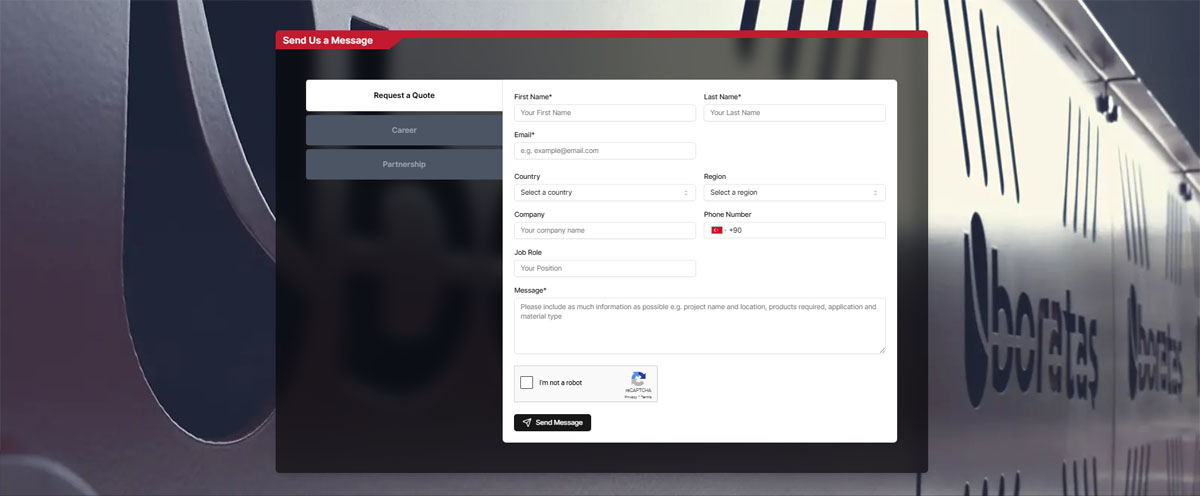 Send Us a Message
Request a Quote
Career
Partnership
First Name*
Last Name*
Your First Name
Your Last Name
Email*
e.g. example@email.com
Country
Region
Select a country
Select a region
Company
Phone Number
Your company name
+90
Job Role
Your Position
Message*
Please include as much information as possible e.g. project name and location, products required, application and
material type
I'm not a robot
reCAPTCHA
Privacy - Terms
Send Message
borataş